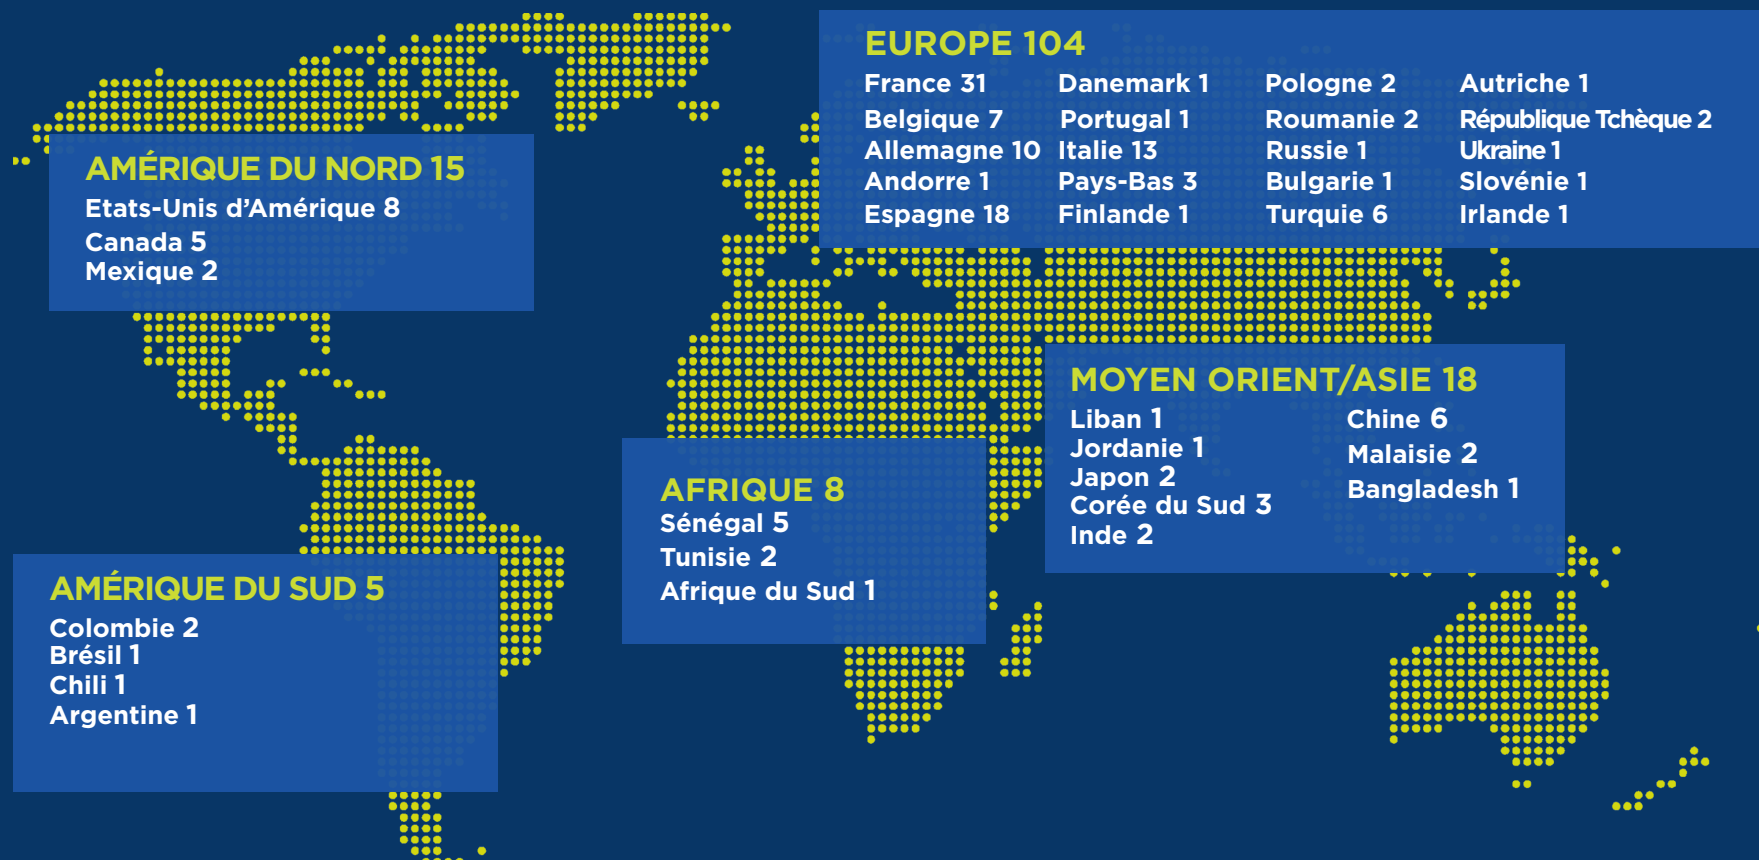 EUROPE 104
France 31
Danemark 1
Pologne 2
Autriche 1
Belgique 7
Portugal 1
Roumanie 2
République Tchèque 2
Allemagne 10
Italie 13
Russie 1
Ukraine 1
Andorre 1
Pays-Bas 3
Bulgarie 1
Slovénie 1
Espagne 18
Finlande 1
Turquie 6
Irlande 1
AMÉRIQUE DU NORD 15
Etats-Unis d’Amérique 8
Canada 5
Mexique 2
MOYEN ORIENT/ASIE 18
Liban 1
Jordanie 1
Japon 2
Corée du Sud 3
Inde 2
Chine 6
Malaisie 2
Bangladesh 1
AFRIQUE 8
Sénégal 5
Tunisie 2
Afrique du Sud 1
AMÉRIQUE DU SUD 5
Colombie 2
Brésil 1
Chili 1
Argentine 1